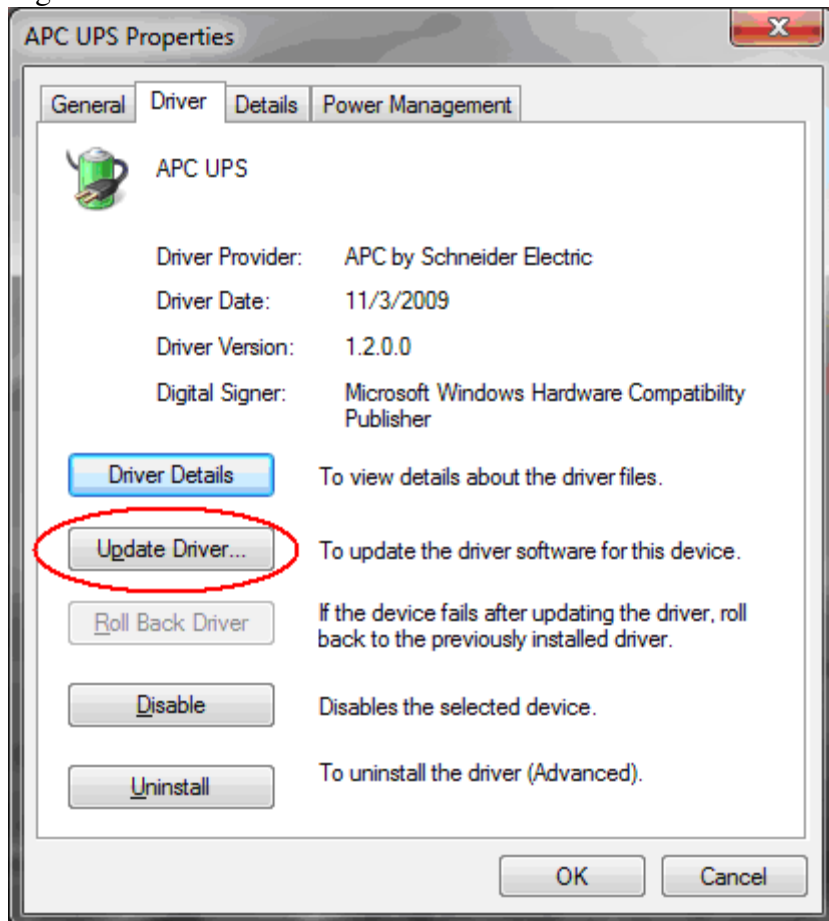 APC UPS Properties
General Driver Details Power Management
APC UPS
Driver Provider: APC by Schneider Electric
Driver Date: 11/3/2009
Driver Version: 1.2.0.0
Digital Signer: Microsoft Windows Hardware Compatibility
Publisher
Driver Details To view details about the driver files.
Update Driver... To update the driver software for this device.
Roll Back Driver If the device fails after updating the driver, roll
back to the previously installed driver.
Disable Disables the selected device.
Uninstall To uninstall the driver (Advanced).
OK Cancel